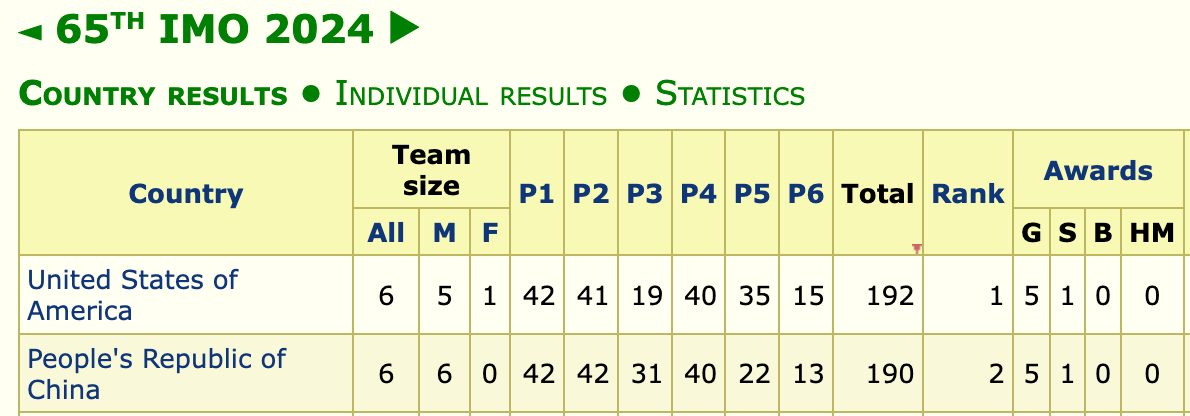 ◄ 65TH IMO 2024 ►
COUNTRY RESULTS ● INDIVIDUAL RESULTS ● STATISTICS
Country Team size P1 P2 P3 P4 P5 P6 Total Rank Awards
All M F G S B HM
United States of America 6 5 1 42 41 19 40 35 15 192 1 5 1 0 0
People's Republic of China 6 6 0 42 42 31 40 22 13 190 2 5 1 0 0